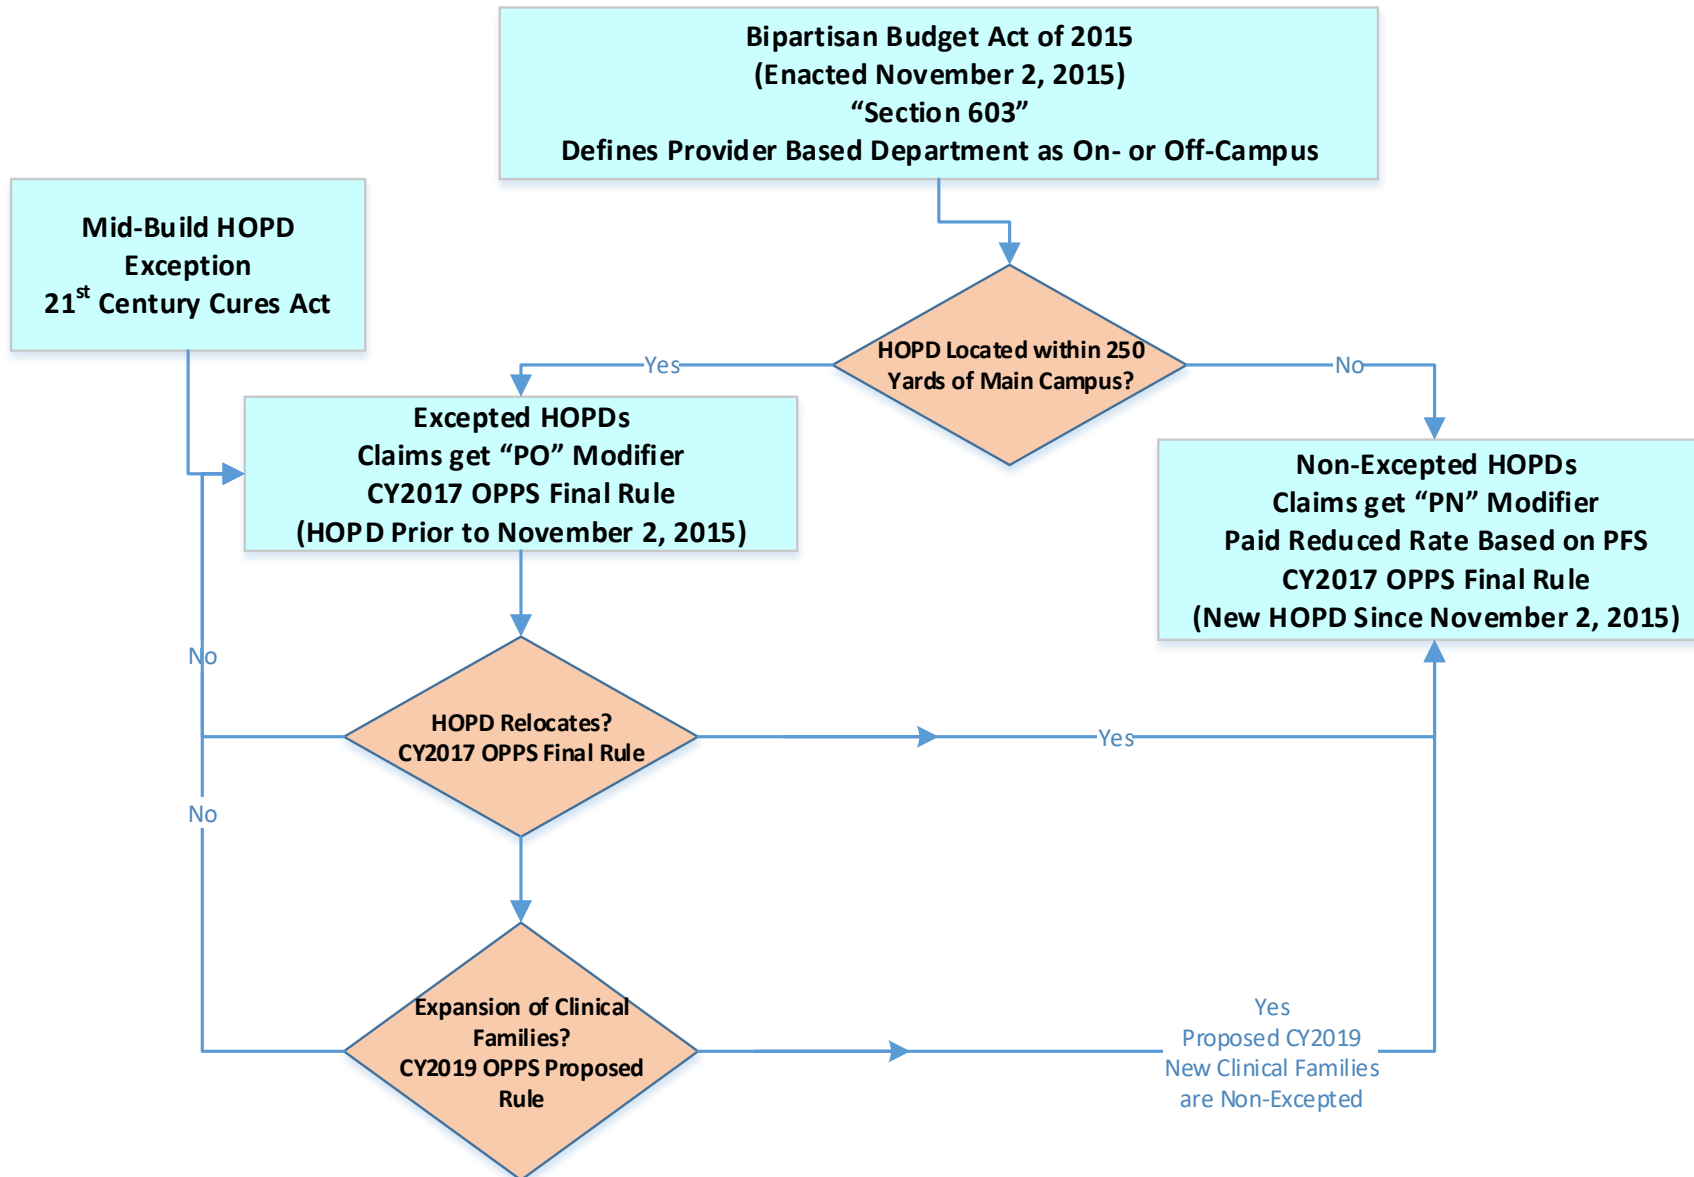 Bipartisan Budget Act of 2015
(Enacted November 2, 2015)
“Section 603”
Defines Provider Based Department as On- or Off-Campus
Mid-Build HOPD
Exception
21st Century Cures Act
HOPD Located within 250
Yards of Main Campus?
Yes
No
Excepted HOPDs
Claims get “PO” Modifier
CY2017 OPPS Final Rule
(HOPD Prior to November 2, 2015)
Non-Excepted HOPDs
Claims get “PN” Modifier
Paid Reduced Rate Based on PFS
CY2017 OPPS Final Rule
(New HOPD Since November 2, 2015)
No
HOPD Relocates?
CY2017 OPPS Final Rule
Yes
No
Expansion of Clinical
Families?
CY2019 OPPS Proposed
Rule
Yes
Proposed CY2019
New Clinical Families
are Non-Excepted